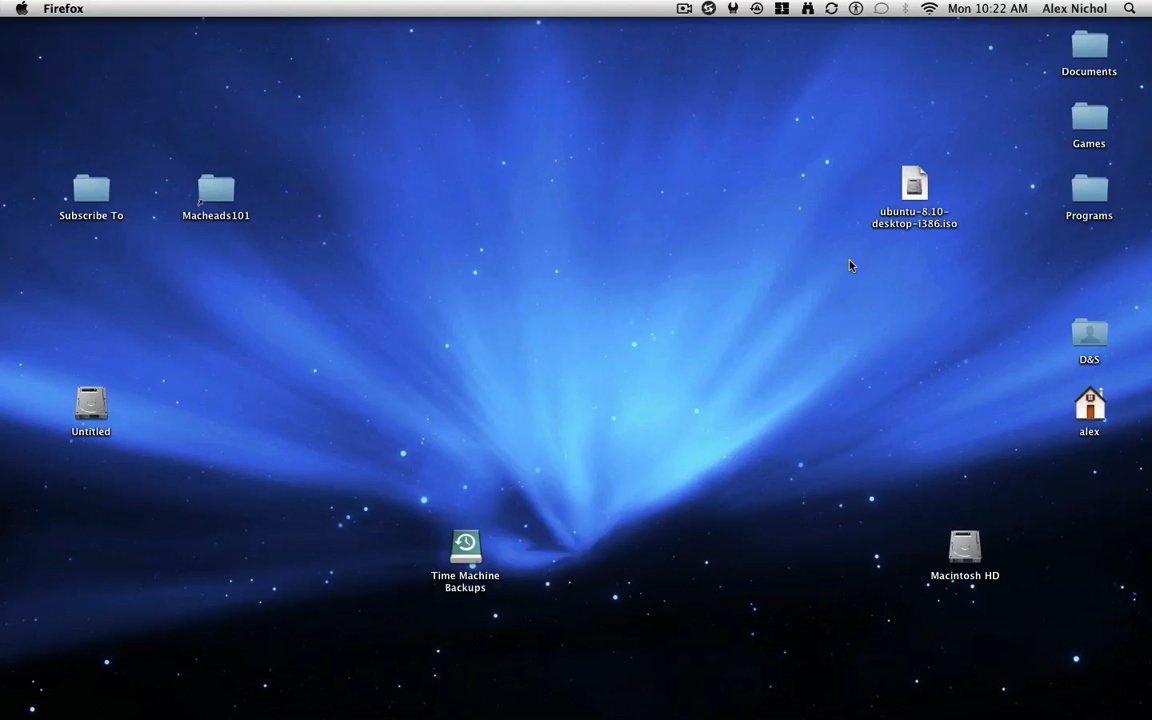 Firefox
Mon 10:22 AM
Alex Nichol
Documents
Games
Subscribe To
Macheads101
ubuntu-8.10-
desktop-i386.iso
Programs
D&S
Untitled
alex
Time Machine
Backups
Macintosh HD